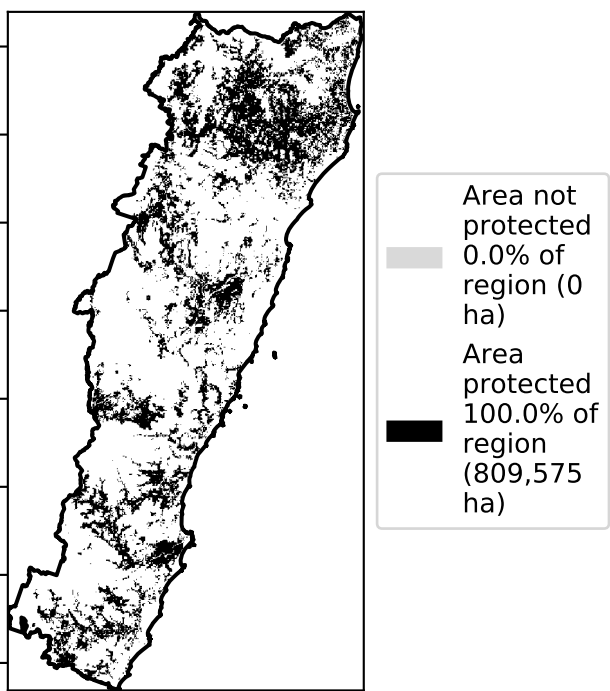 Area not
protected
0.0% of
region (0
ha)
Area
protected
100.0% of
region
(809,575
ha)